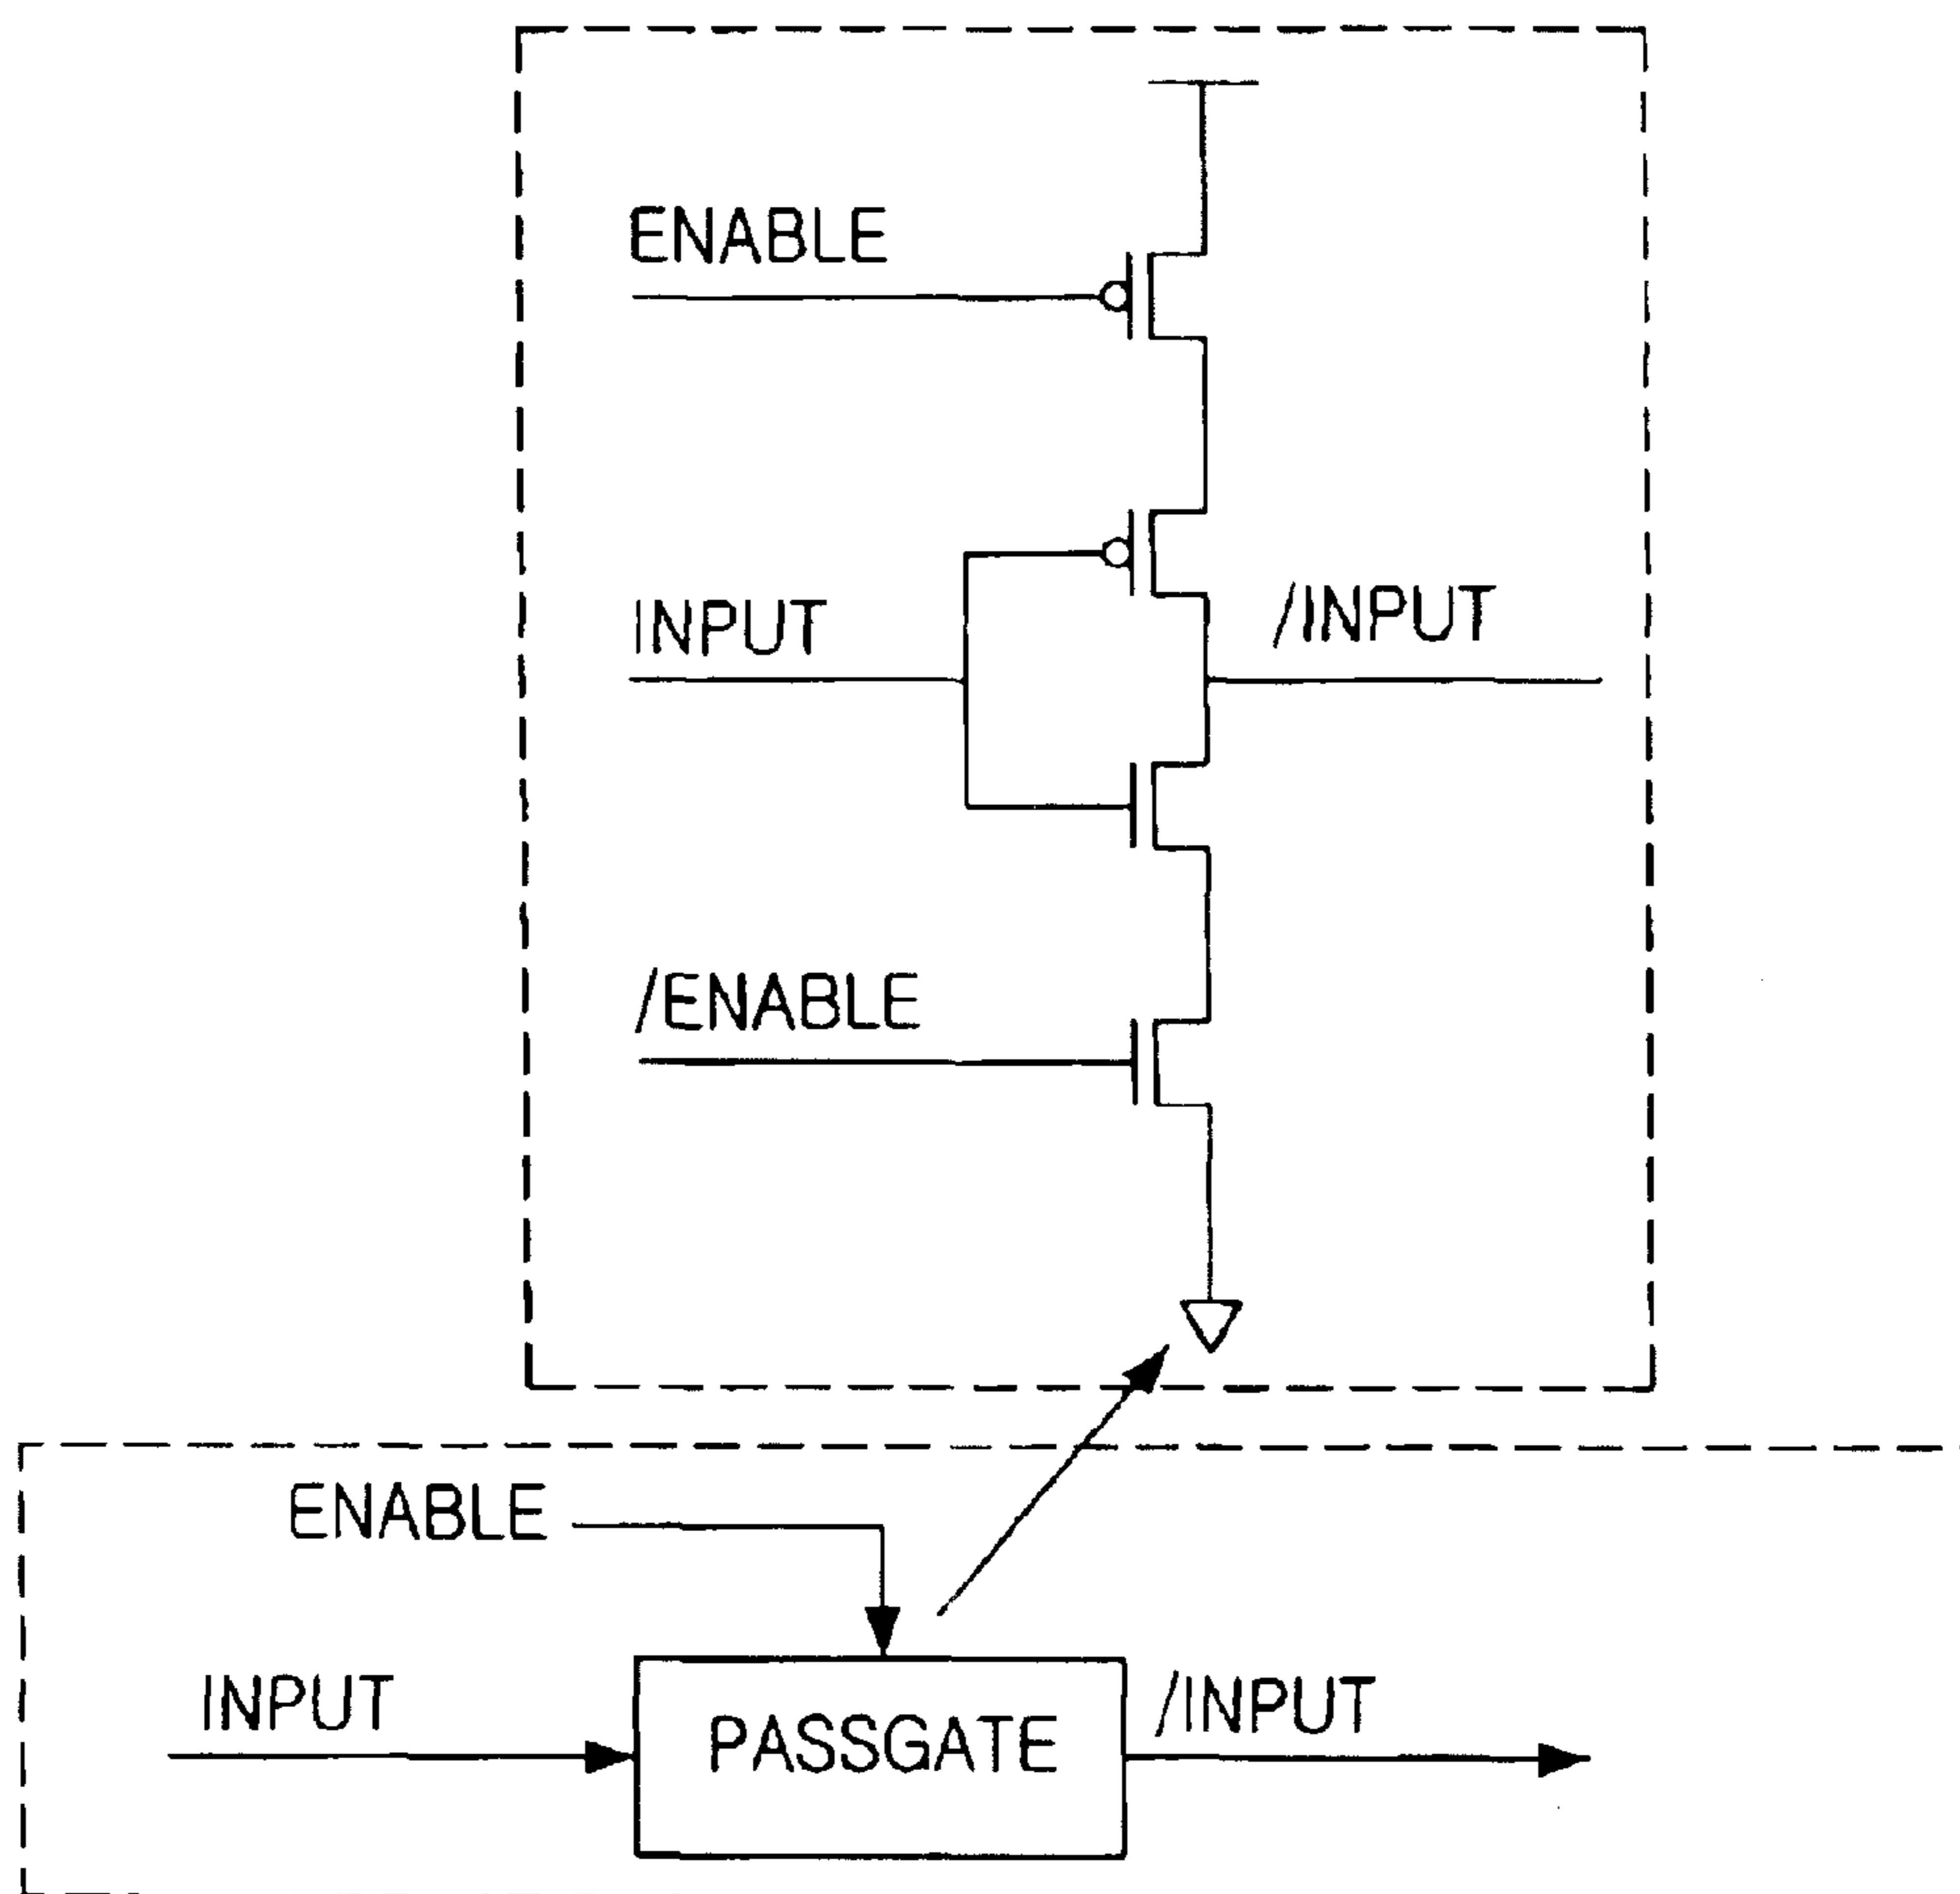 ENABLE
INPUT
/INPUT
/ENABLE
ENABLE
INPUT
PASSGATE
/INPUT